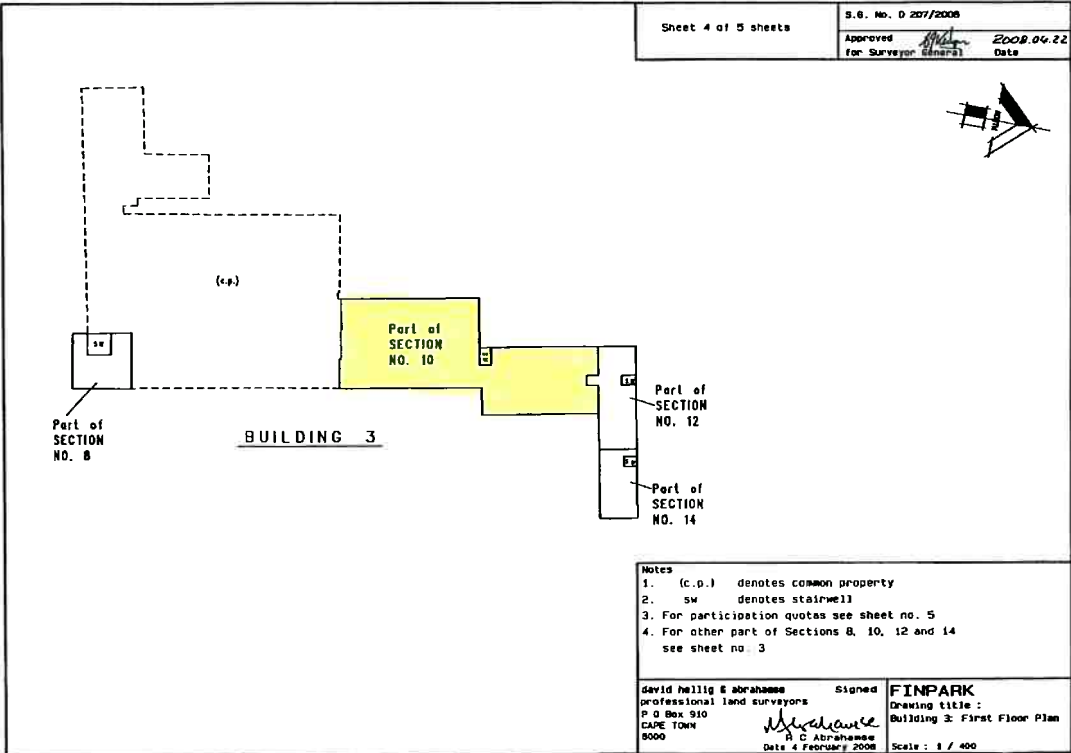 Sheet 4 of 5 sheets
S.G. No. D 207/2008
Approved
for Surveyor General
2008.04.22
Date
NORTH
(c.p.)
Part of
SECTION
NO. 10
sw
sw
sw
sw
Part of
SECTION
NO. 8
Part of
SECTION
NO. 12
Part of
SECTION
NO. 14
BUILDING 3
Notes
1. (c.p.) denotes common property
2. sw denotes stairwell
3. For participation quotas see sheet no. 5
4. For other part of Sections 8, 10, 12 and 14
see sheet no. 3
david hellig & abrahamse
professional land surveyors
P O Box 910
CAPE TOWN
8000
Signed
R C Abrahamse
Date 4 February 2008
FINPARK
Drawing title :
Building 3: First Floor Plan
Scale : 1 / 400